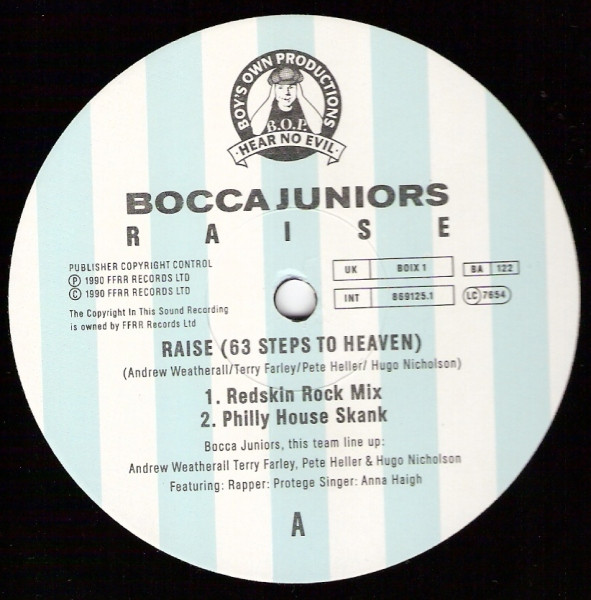 BOY'S OWN PRODUCTIONS
B.O.P.
·HEAR NO EVIL·
BOCCA JUNIORS
RAISE
PUBLISHER COPYRIGHT CONTROL
Ⓟ 1990 FFRR RECORDS LTD
© 1990 FFRR RECORDS LTD
The Copyright In This Sound Recording
is owned by FFRR Records Ltd
UK BOIX 1
BA 122
INT 869125.1
LC 7654
RAISE (63 STEPS TO HEAVEN)
(Andrew Weatherall/Terry Farley/Pete Heller/ Hugo Nicholson)
1. Redskin Rock Mix
2. Philly House Skank
Bocca Juniors, this team line up:
Andrew Weatherall Terry Farley, Pete Heller & Hugo Nicholson
Featuring: Rapper: Protege Singer: Anna Haigh
A